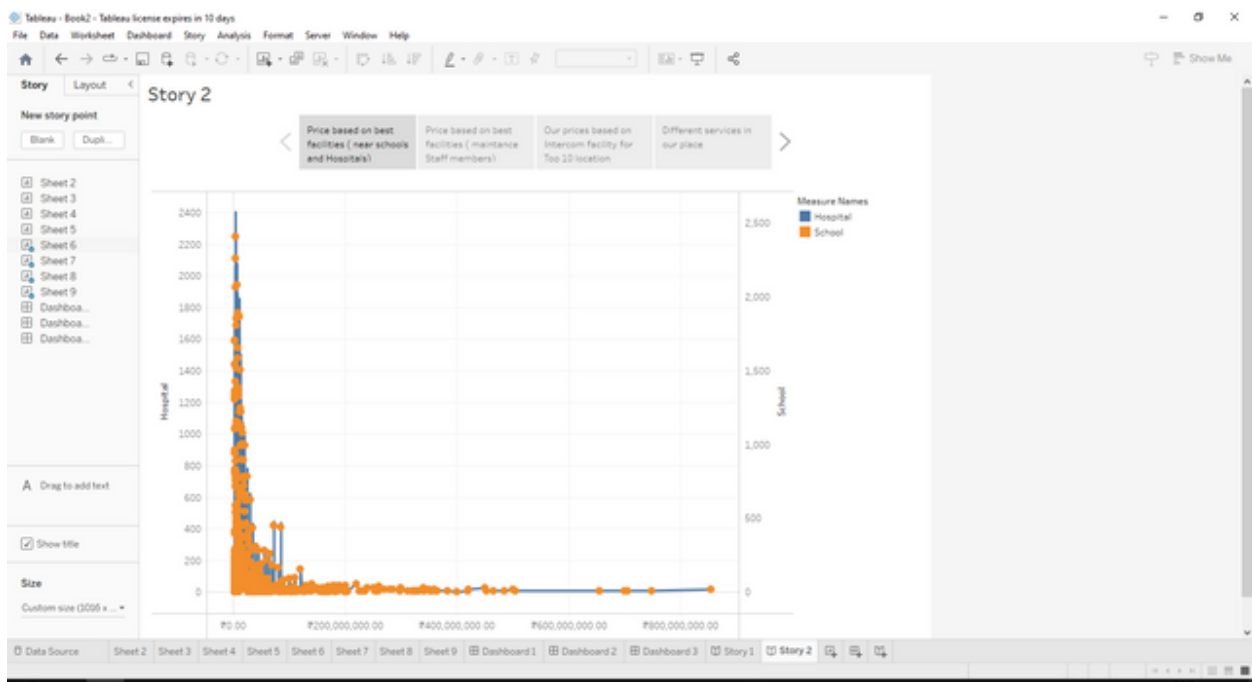 Tableau - Book2 - Tableau license expires in 10 days
File Data Worksheet Dashboard Story Analysis Format Server Window Help
Show Me
Story Layout
Story 2
New story point
Blank Dupli...
Price based on best facilities ( near schools and Hospitals)
Price based on best facilities ( maintance Staff members)
Our prices based on Intercom facility for Top 10 location
Different services in our place
Sheet 2
Sheet 3
Sheet 4
Sheet 5
Sheet 6
Sheet 7
Sheet 8
Sheet 9
Dashboa...
Dashboa...
Dashboa...
A Drag to add text
Show title
Size
Custom size (1016 x ...
Measure Names
Hospital
School
Hospital
2400
2200
2000
1800
1600
1400
1200
1000
800
600
400
200
0
School
2,500
2,000
1,500
1,000
500
0
₹0.00 ₹200,000,000.00 ₹400,000,000.00 ₹600,000,000.00 ₹800,000,000.00
Data Source Sheet 2 Sheet 3 Sheet 4 Sheet 5 Sheet 6 Sheet 7 Sheet 8 Sheet 9 Dashboard 1 Dashboard 2 Dashboard 3 Story 1 Story 2